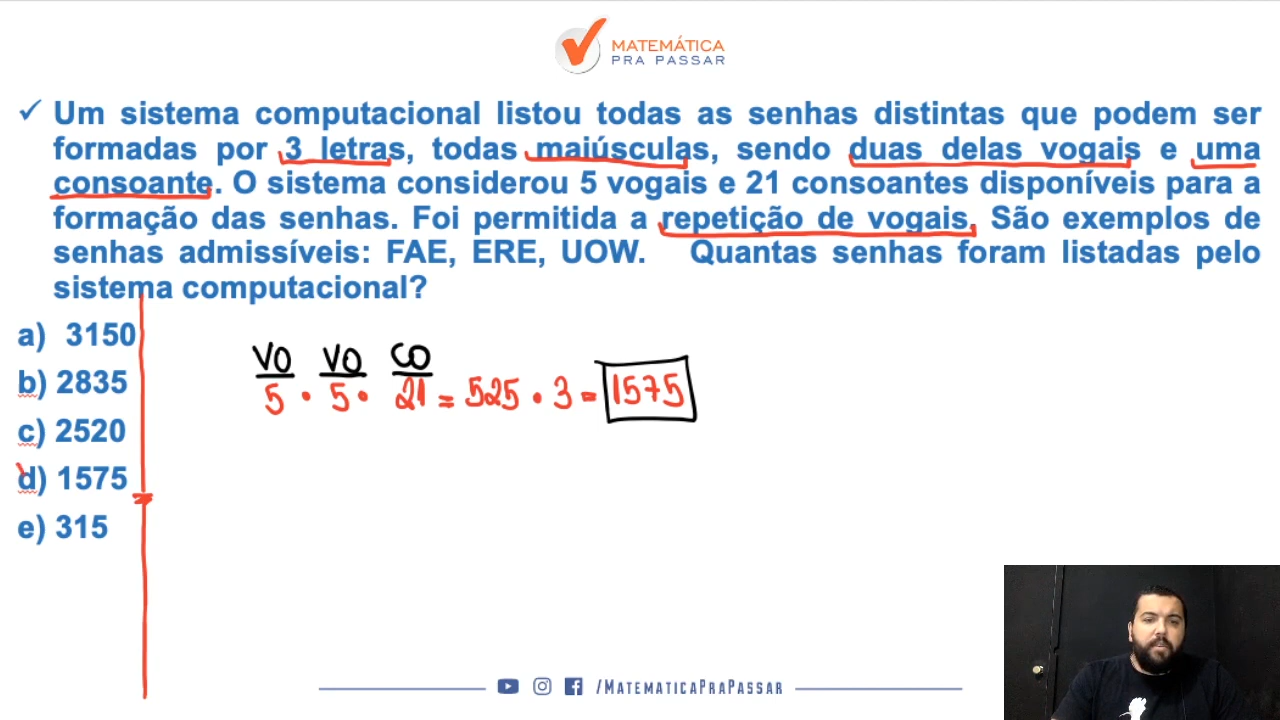 MATEMÁTICA
PRA PASSAR
✓ Um sistema computacional listou todas as senhas distintas que podem ser
formadas por 3 letras, todas maiúsculas, sendo duas delas vogais e uma
consoante. O sistema considerou 5 vogais e 21 consoantes disponíveis para a
formação das senhas. Foi permitida a repetição de vogais. São exemplos de
senhas admissíveis: FAE, ERE, UOW. Quantas senhas foram listadas pelo
sistema computacional?
a) 3150
b) 2835
c) 2520
d) 1575
e) 315
VO VO CO
5 · 5 · 21 = 525 · 3 = 1575
/MATEMATICAPRAPASSAR